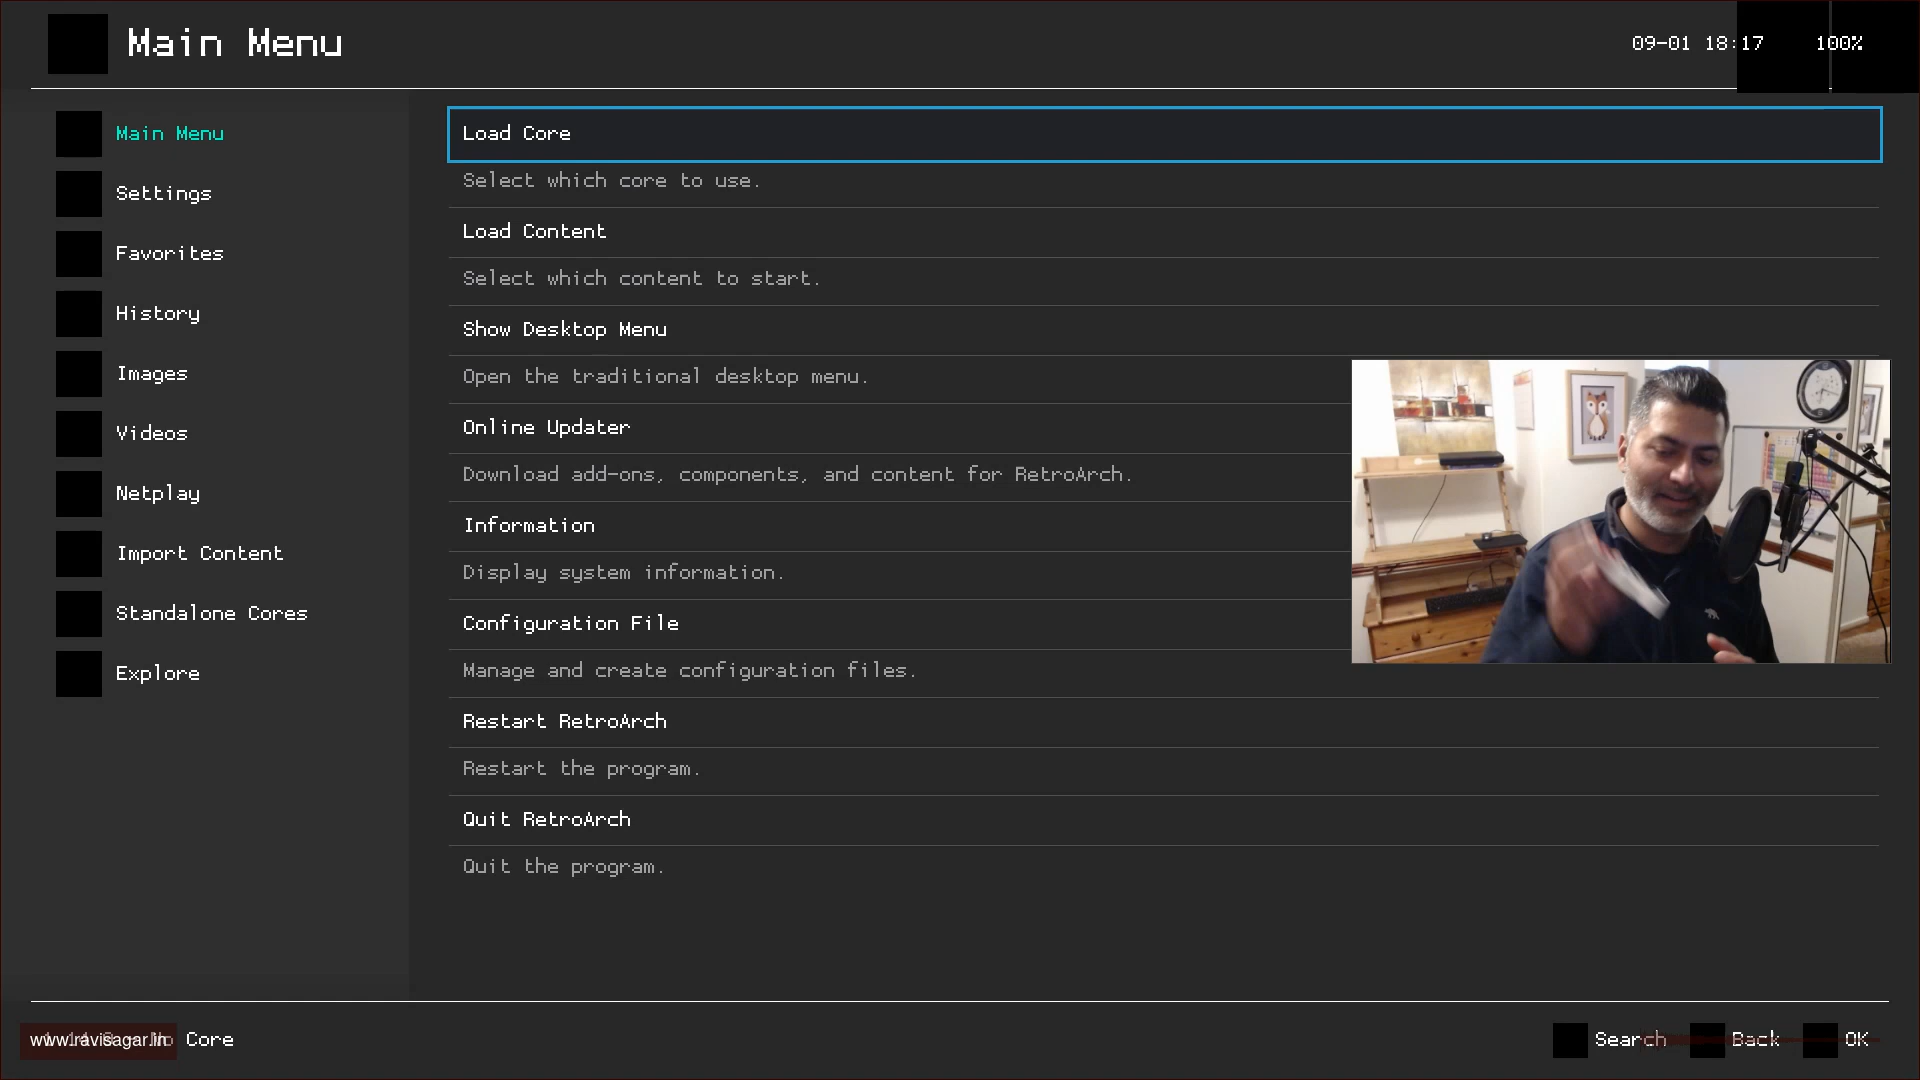 Main Menu
09-01 18:17 100%
Main Menu
Settings
Favorites
History
Images
Videos
Netplay
Import Content
Standalone Cores
Explore
Load Core
Select which core to use.
Load Content
Select which content to start.
Show Desktop Menu
Open the traditional desktop menu.
Online Updater
Download add-ons, components, and content for RetroArch.
Information
Display system information.
Configuration File
Manage and create configuration files.
Restart RetroArch
Restart the program.
Quit RetroArch
Quit the program.
www.ravisagar.in
No Core
Search Back OK